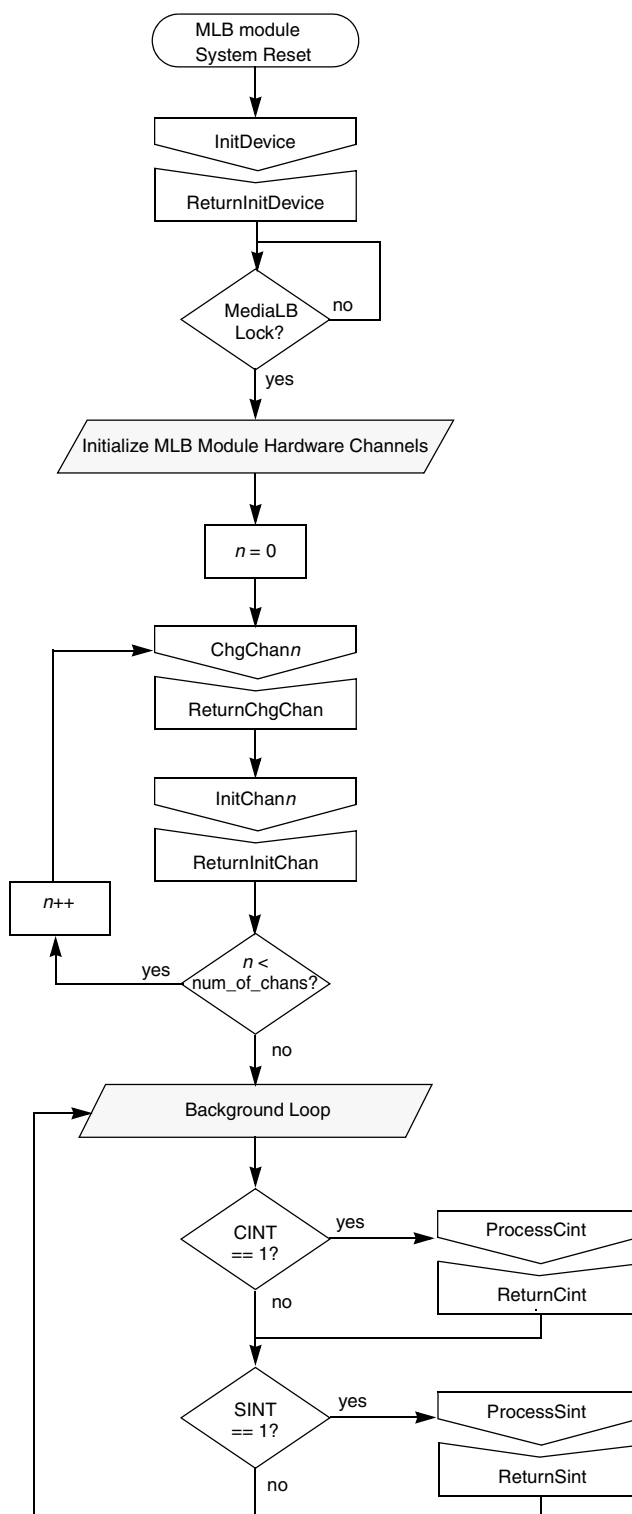 MLB module
System Reset
InitDevice
ReturnInitDevice
MediaLB
Lock?
no
yes
Initialize MLB Module Hardware Channels
n = 0
ChgChann
ReturnChgChan
InitChann
ReturnInitChan
n++
n <
num_of_chans?
yes
no
Background Loop
CINT
== 1?
yes
ProcessCint
ReturnCint
no
SINT
== 1?
yes
ProcessSint
ReturnSint
no